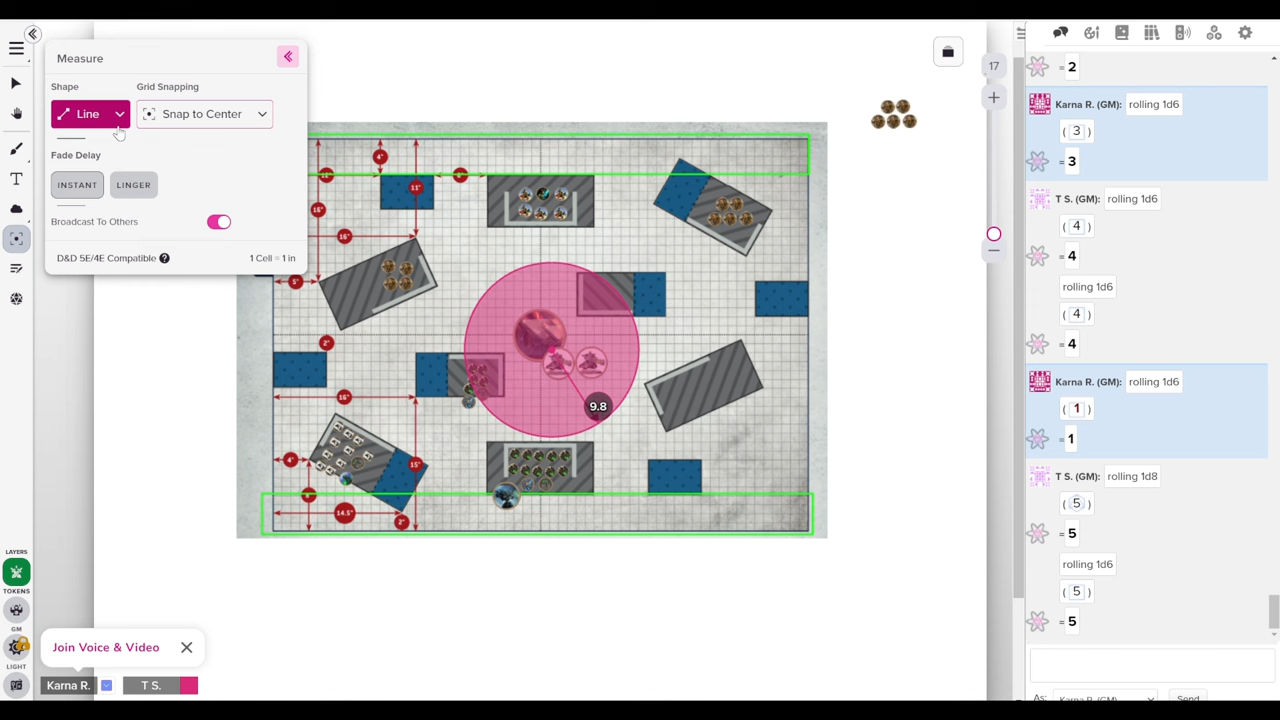 Measure
Shape
Grid Snapping
Line
Snap to Center
Fade Delay
INSTANT
LINGER
Broadcast To Others
D&D 5E/4E Compatible
1 Cell = 1 in
LAYERS
TOKENS
GM
LIGHT
Join Voice & Video
Karna R.
T S.
4"
11"
16"
16"
5"
2"
16"
4"
15"
14.5"
2"
9.8
17
= 2
Karna R. (GM): rolling 1d6
( 3 )
= 3
T S. (GM): rolling 1d6
( 4 )
= 4
rolling 1d6
( 4 )
= 4
Karna R. (GM): rolling 1d6
( 1 )
= 1
T S. (GM): rolling 1d8
( 5 )
= 5
rolling 1d6
( 5 )
= 5
As:
Karna R. (GM)
Send